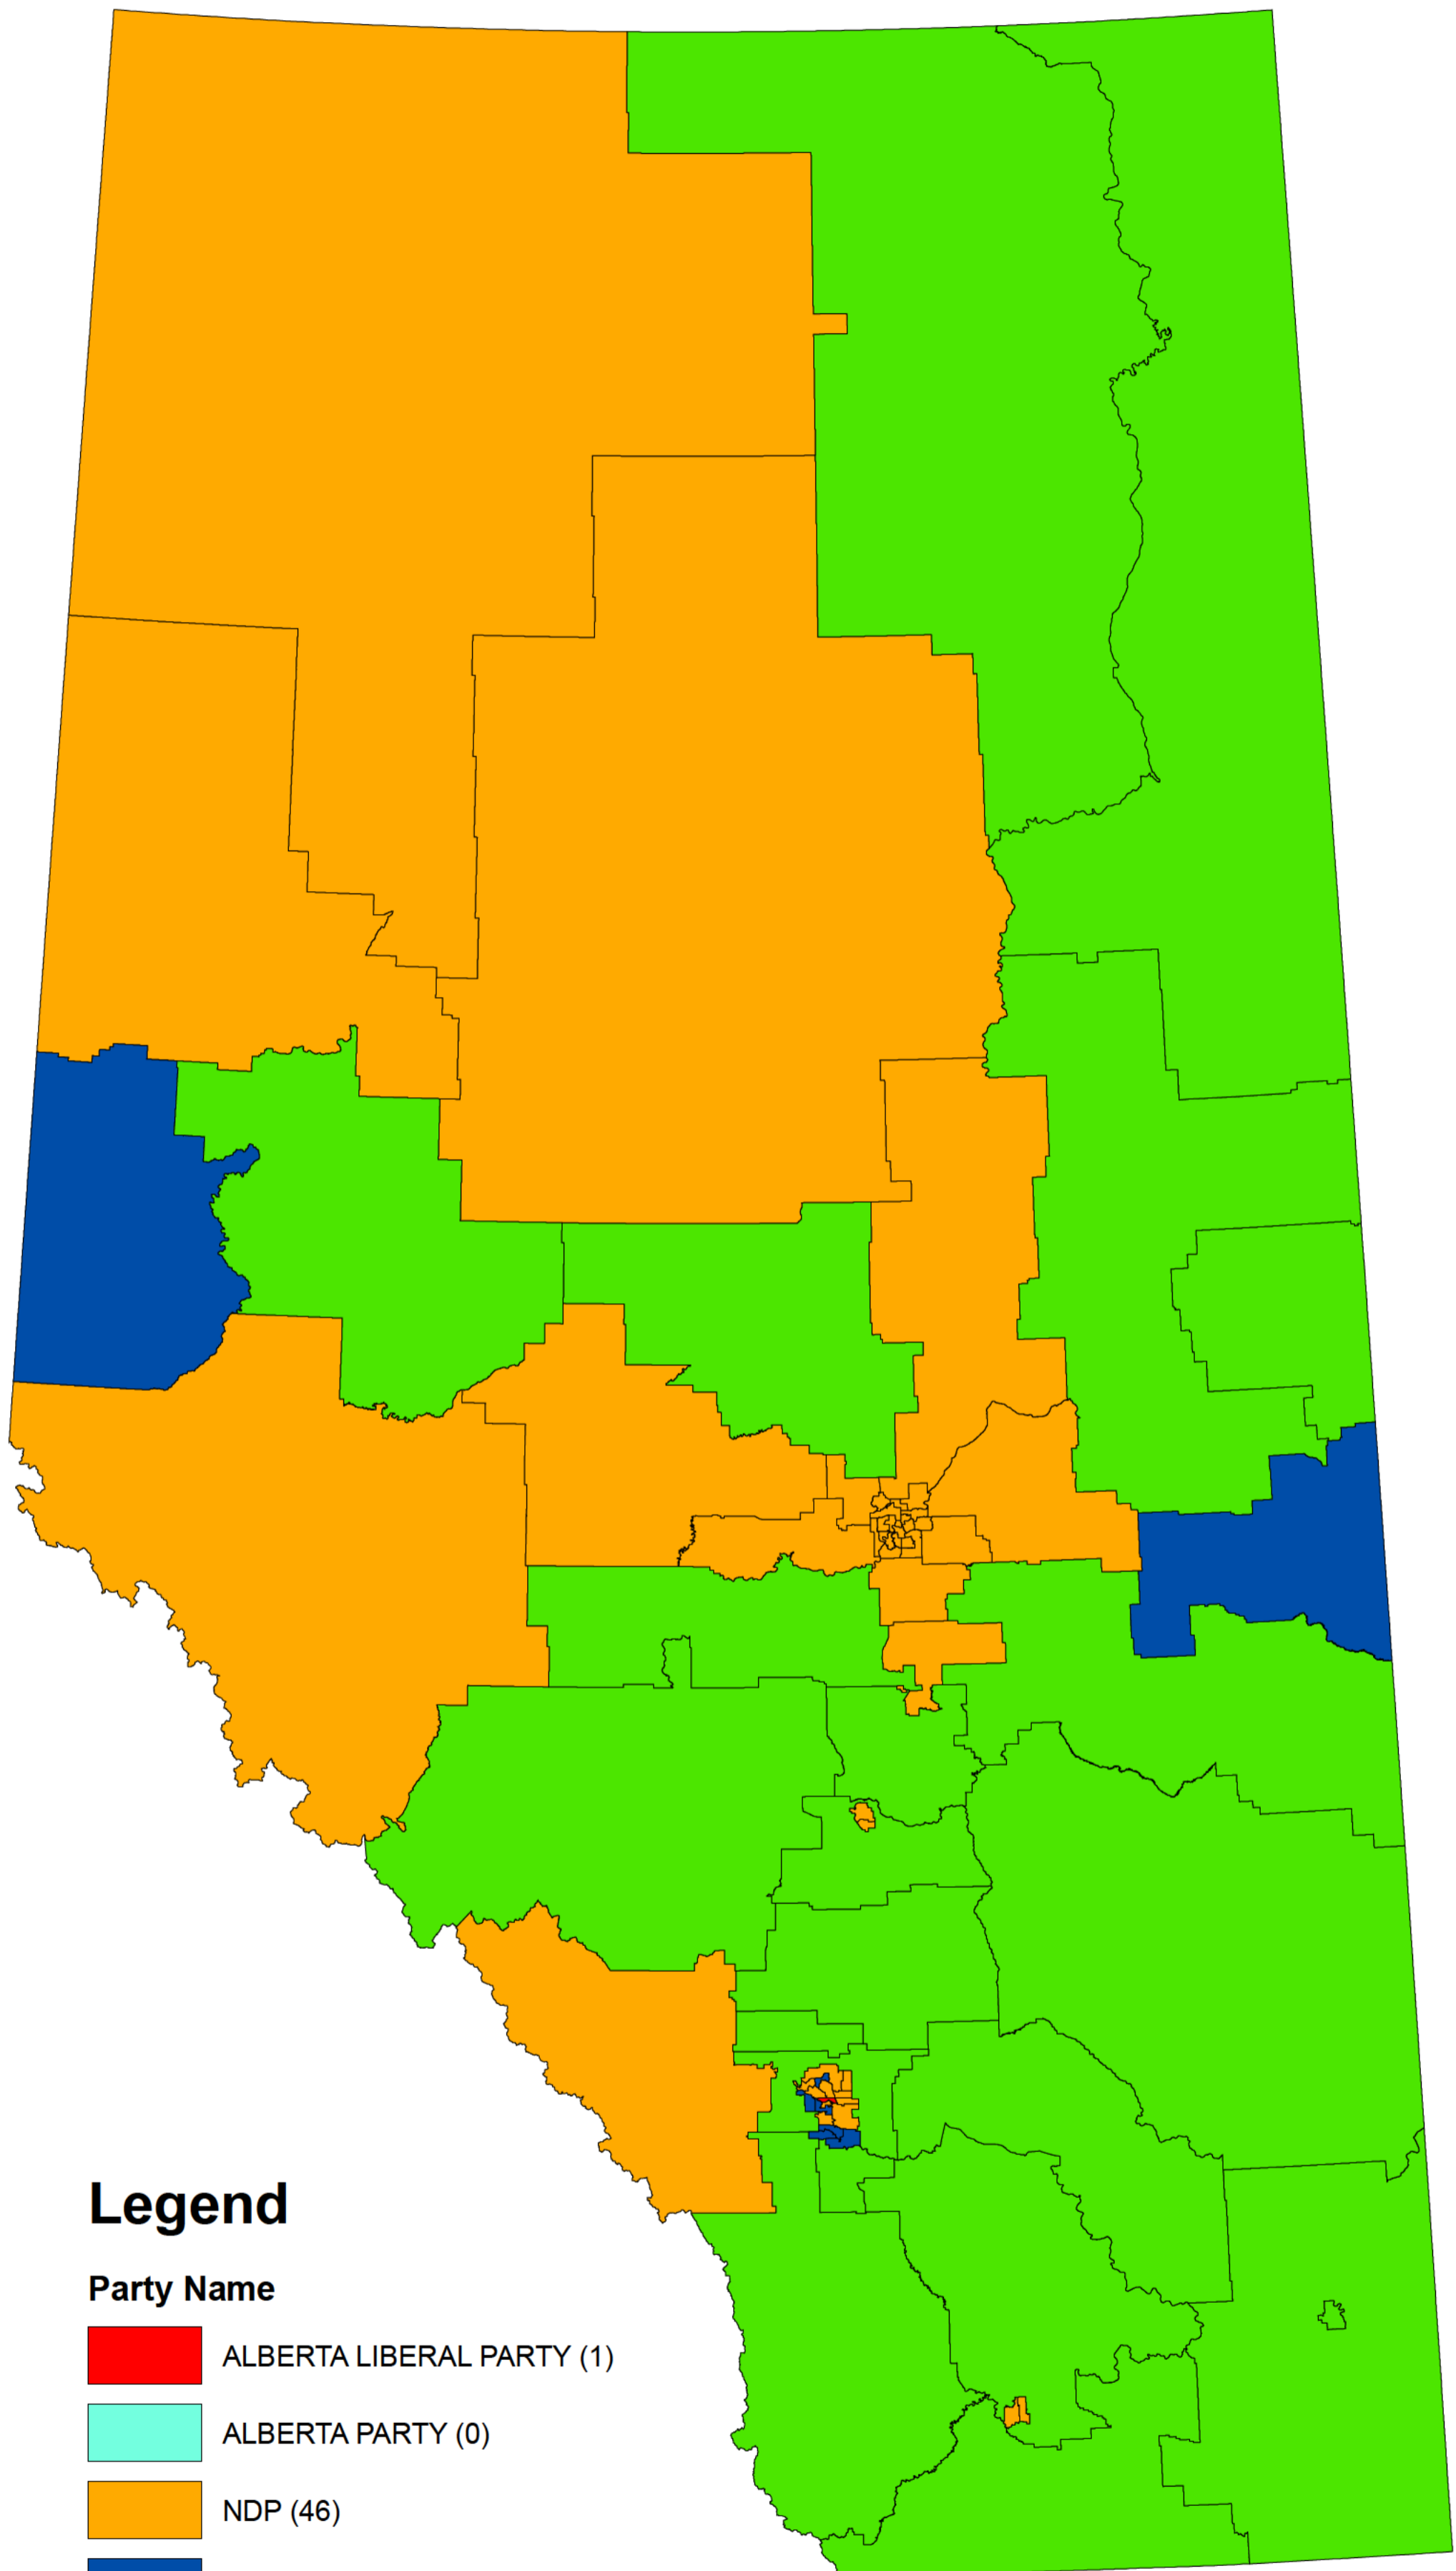 Legend
Party Name
ALBERTA LIBERAL PARTY (1)
ALBERTA PARTY (0)
NDP (46)